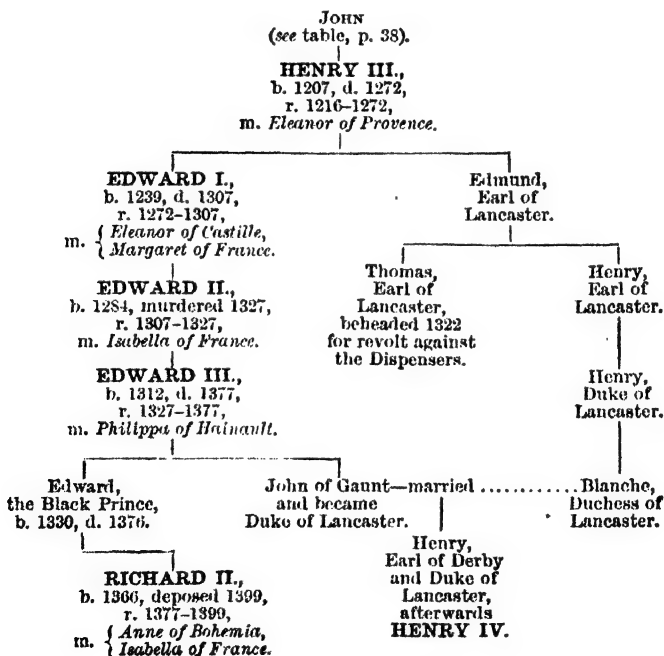 JOHN
(see table, p. 38).
HENRY III.,
b. 1207, d. 1272,
r. 1216–1272,
m. Eleanor of Provence.
EDWARD I.,
b. 1239, d. 1307,
r. 1272–1307,
m. { Eleanor of Castille,
{ Margaret of France.
Edmund,
Earl of
Lancaster.
EDWARD II.,
b. 1284, murdered 1327,
r. 1307–1327,
m. Isabella of France.
Thomas,
Earl of
Lancaster,
beheaded 1322
for revolt against
the Dispensers.
Henry,
Earl of
Lancaster.
EDWARD III.,
b. 1312, d. 1377,
r. 1327–1377,
m. Philippa of Hainault.
Henry,
Duke of
Lancaster.
Edward,
the Black Prince,
b. 1330, d. 1376.
John of Gaunt—married ..........
and became
Duke of Lancaster.
Blanche,
Duchess of
Lancaster.
RICHARD II.,
b. 1366, deposed 1399,
r. 1377–1399,
m. { Anne of Bohemia,
{ Isabella of France.
Henry,
Earl of Derby
and Duke of
Lancaster,
afterwards
HENRY IV.